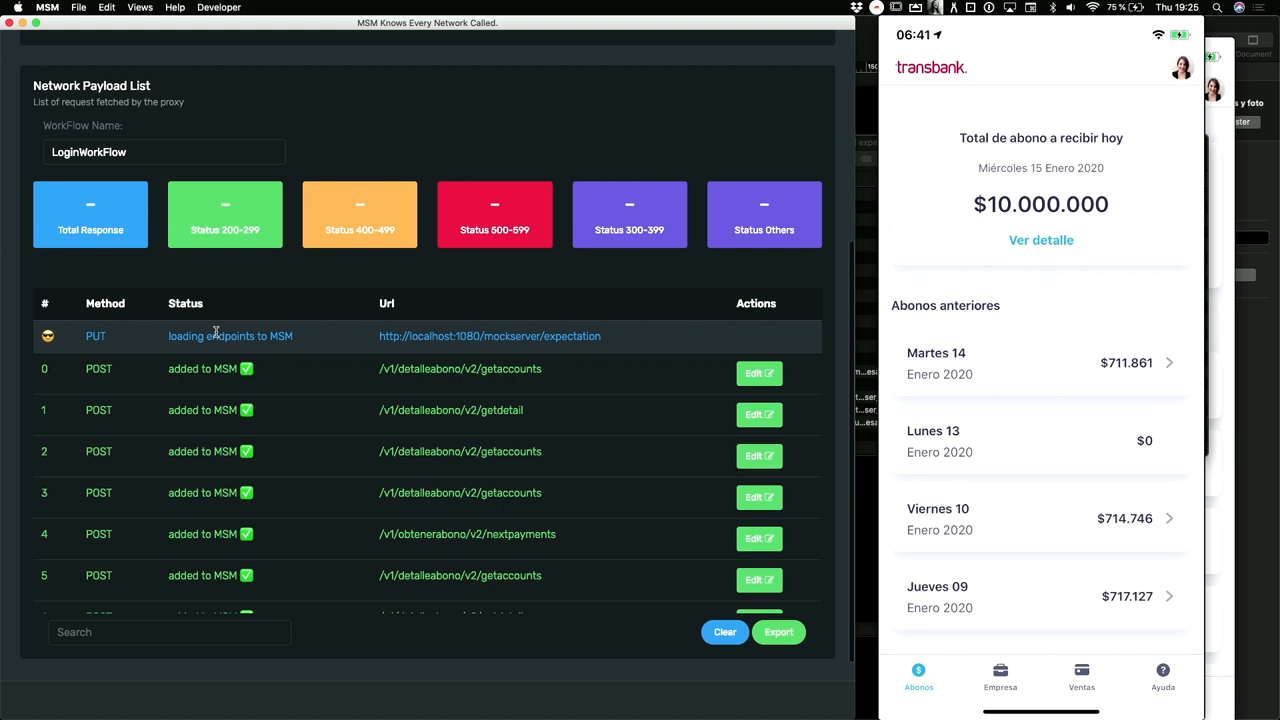 MSM File Edit Views Help Developer
75 % Thu 19:25
MSM Knows Every Network Called.
Network Payload List
List of request fetched by the proxy
WorkFlow Name:
LoginWorkFlow
– – – – – –
Total Response Status 200-299 Status 400-499 Status 500-599 Status 300-399 Status Others
# Method Status Url Actions
😎 PUT loading endpoints to MSM http://localhost:1080/mockserver/expectation
0 POST added to MSM ✅ /v1/detalleabono/v2/getaccounts Edit
1 POST added to MSM ✅ /v1/detalleabono/v2/getdetail Edit
2 POST added to MSM ✅ /v1/detalleabono/v2/getaccounts Edit
3 POST added to MSM ✅ /v1/detalleabono/v2/getaccounts Edit
4 POST added to MSM ✅ /v1/obtenerabono/v2/nextpayments Edit
5 POST added to MSM ✅ /v1/detalleabono/v2/getaccounts Edit
Search Clear Export
06:41
transbank.
Total de abono a recibir hoy
Miércoles 15 Enero 2020
$10.000.000
Ver detalle
Abonos anteriores
Martes 14
Enero 2020
$711.861
Lunes 13
Enero 2020
$0
Viernes 10
Enero 2020
$714.746
Jueves 09
Enero 2020
$717.127
Abonos Empresa Ventas Ayuda
Document
s y foto
ster